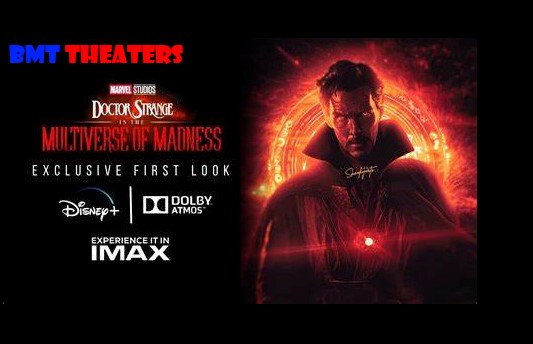 BMT THEATERS
MARVEL STUDIOS
DOCTOR STRANGE
IN THE
MULTIVERSE OF MADNESS
EXCLUSIVE FIRST LOOK
Disney+
DOLBY
ATMOS™
EXPERIENCE IT IN
IMAX